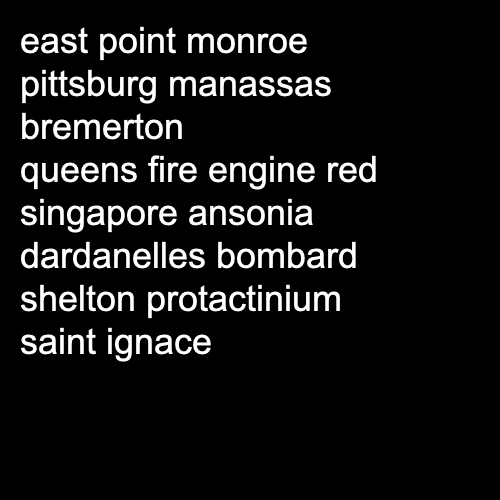 east point monroe
pittsburg manassas
bremerton
queens fire engine red
singapore ansonia
dardanelles bombard
shelton protactinium
saint ignace